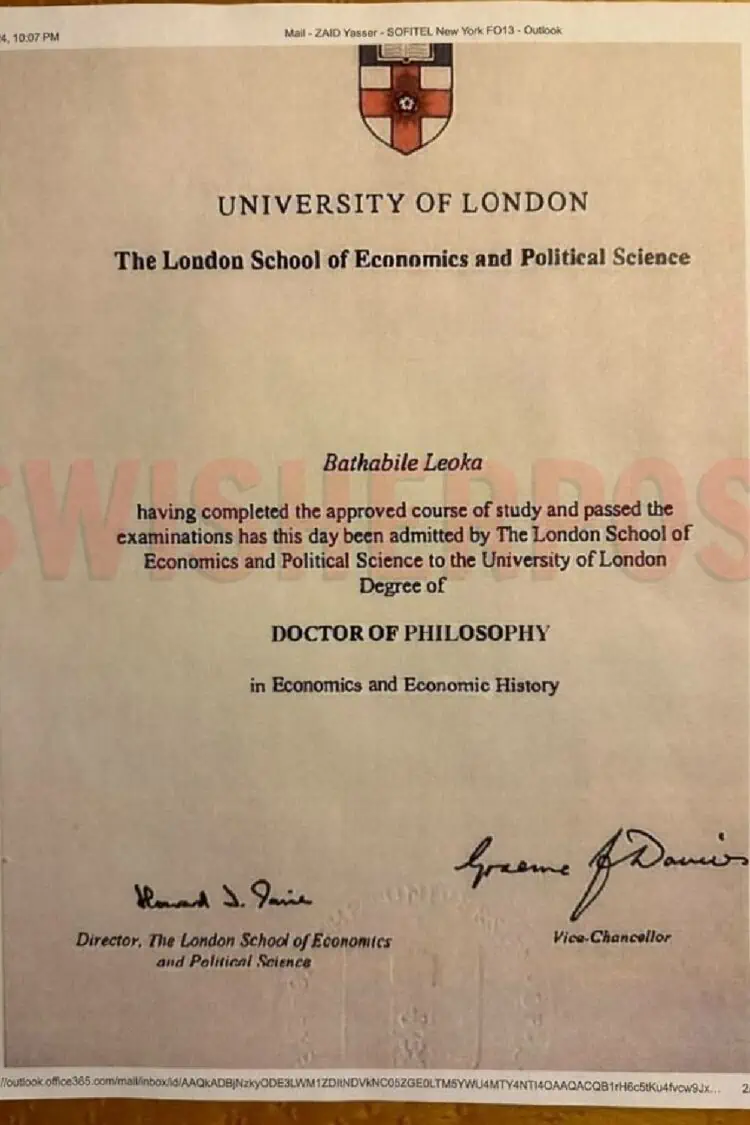 4, 10:07 PM
Mail - ZAID Yasser - SOFITEL New York FO13 - Outlook
UNIVERSITY OF LONDON
The London School of Economics and Political Science
SWISHERPOS
Bathabile Leoka
having completed the approved course of study and passed the
examinations has this day been admitted by The London School of
Economics and Political Science to the University of London
Degree of
DOCTOR OF PHILOSOPHY
in Economics and Economic History
Graeme J Davies
Director, The London School of Economics
and Political Science
Vice-Chancellor